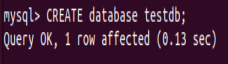 mysql> CREATE database testdb;
Query OK, 1 row affected (0.13 sec)